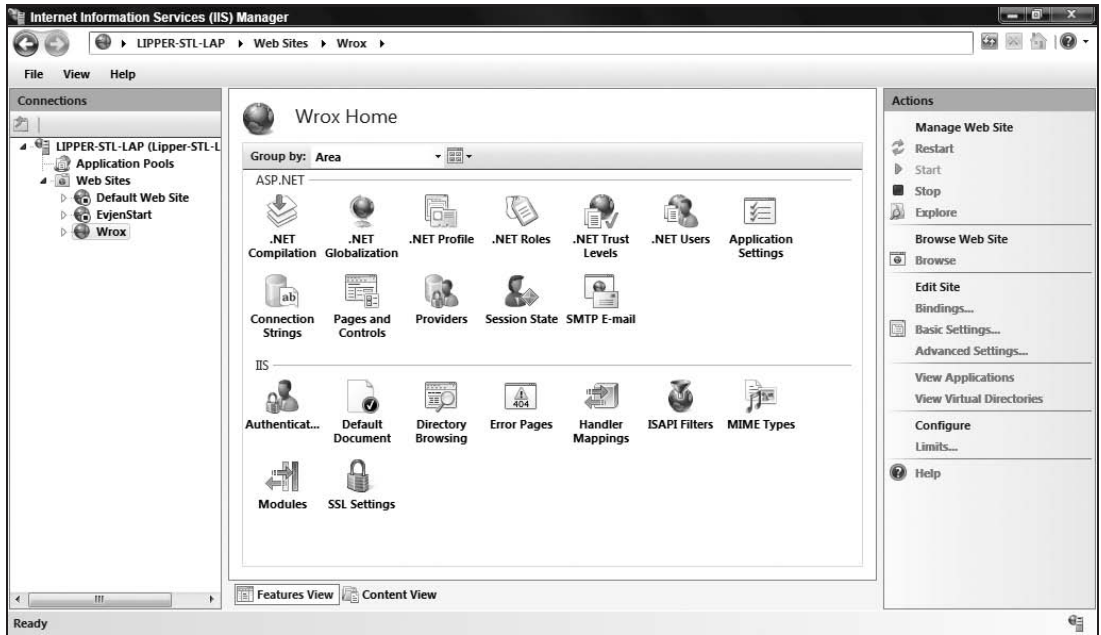 Internet Information Services (IIS) Manager
LIPPER-STL-LAP Web Sites Wrox
File View Help
Connections
LIPPER-STL-LAP (Lipper-STL-L
Application Pools
Web Sites
Default Web Site
EvjenStart
Wrox
Wrox Home
Group by: Area
ASP.NET
.NET Compilation
.NET Globalization
.NET Profile
.NET Roles
.NET Trust Levels
.NET Users
Application Settings
ab
Connection Strings
Pages and Controls
Providers
Session State
SMTP E-mail
IIS
Authenticat...
Default Document
Directory Browsing
404
Error Pages
Handler Mappings
ISAPI Filters
MIME Types
Modules
SSL Settings
Features View
Content View
Actions
Manage Web Site
Restart
Start
Stop
Explore
Browse Web Site
Browse
Edit Site
Bindings...
Basic Settings...
Advanced Settings...
View Applications
View Virtual Directories
Configure
Limits...
Help
Ready